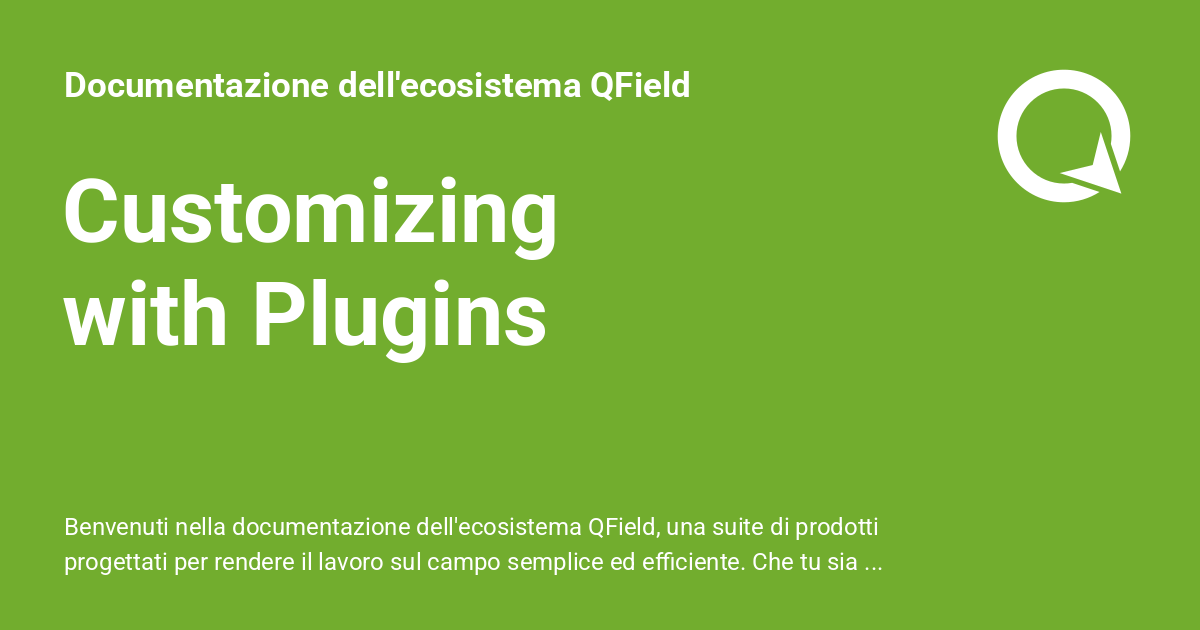 Documentazione dell'ecosistema QField
Customizing
with Plugins
Benvenuti nella documentazione dell'ecosistema QField, una suite di prodotti
progettati per rendere il lavoro sul campo semplice ed efficiente. Che tu sia ...